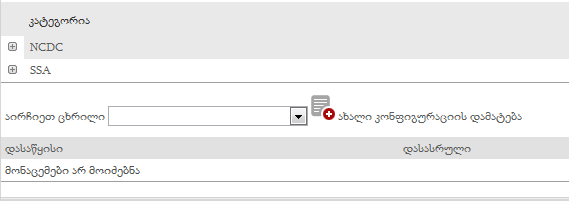 კატეგორია
NCDC
SSA
აირჩიეთ ცხრილი ახალი კონფიგურაციის დამატება
დასაწყისი დასასრული
მონაცემები არ მოიძებნა